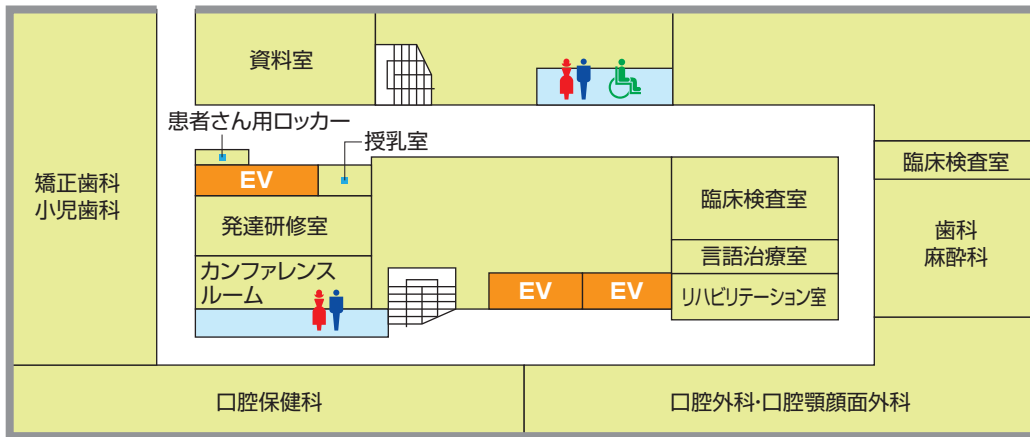 資料室
患者さん用ロッカー
授乳室
EV
矯正歯科
小児歯科
発達研修室
カンファレンス
ルーム
EV
EV
臨床検査室
言語治療室
リハビリテーション室
臨床検査室
歯科
麻酔科
口腔保健科
口腔外科・口腔顎顔面外科